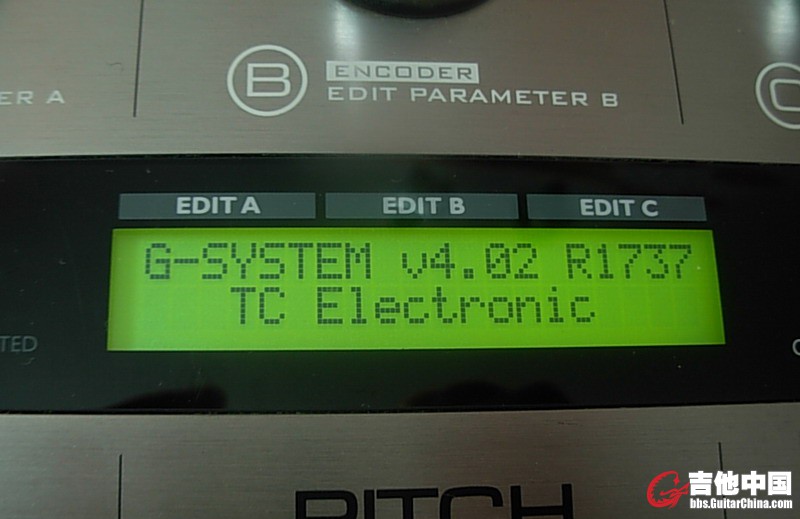 B ENCODER
ER A EDIT PARAMETER B C
EDIT A EDIT B EDIT C
G-SYSTEM v4.02 R1737
TC Electronic
TED
PITCH
吉他中国
bbs.GuitarChina.com